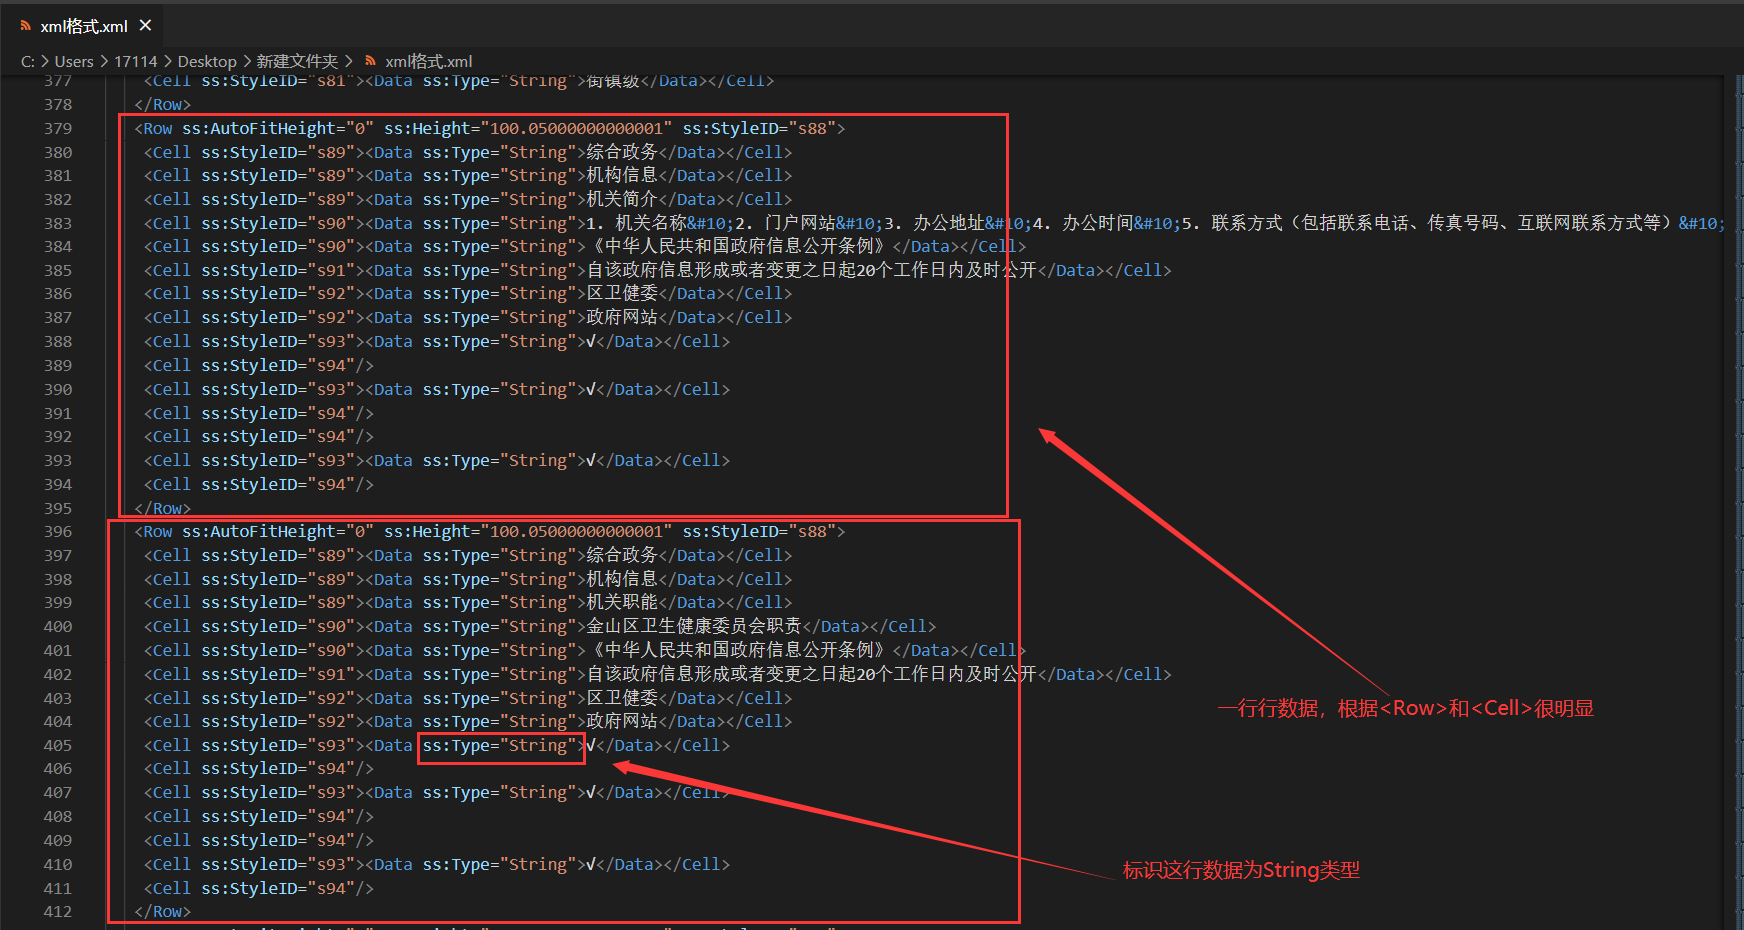 xml格式.xml ×
C: > Users > 17114 > Desktop > 新建文件夹 > xml格式.xml
377 <Cell ss:StyleID="s81"><Data ss:Type="String">街镇级</Data></Cell>
378 </Row>
379 <Row ss:AutoFitHeight="0" ss:Height="100.05000000000001" ss:StyleID="s88">
380 <Cell ss:StyleID="s89"><Data ss:Type="String">综合政务</Data></Cell>
381 <Cell ss:StyleID="s89"><Data ss:Type="String">机构信息</Data></Cell>
382 <Cell ss:StyleID="s89"><Data ss:Type="String">机关简介</Data></Cell>
383 <Cell ss:StyleID="s90"><Data ss:Type="String">1. 机关名称&#10;2. 门户网站&#10;3. 办公地址&#10;4. 办公时间&#10;5. 联系方式（包括联系电话、传真号码、互联网联系方式等）&#10;
384 <Cell ss:StyleID="s90"><Data ss:Type="String">《中华人民共和国政府信息公开条例》</Data></Cell>
385 <Cell ss:StyleID="s91"><Data ss:Type="String">自该政府信息形成或者变更之日起20个工作日内及时公开</Data></Cell>
386 <Cell ss:StyleID="s92"><Data ss:Type="String">区卫健委</Data></Cell>
387 <Cell ss:StyleID="s92"><Data ss:Type="String">政府网站</Data></Cell>
388 <Cell ss:StyleID="s93"><Data ss:Type="String">√</Data></Cell>
389 <Cell ss:StyleID="s94"/>
390 <Cell ss:StyleID="s93"><Data ss:Type="String">√</Data></Cell>
391 <Cell ss:StyleID="s94"/>
392 <Cell ss:StyleID="s94"/>
393 <Cell ss:StyleID="s93"><Data ss:Type="String">√</Data></Cell>
394 <Cell ss:StyleID="s94"/>
395 </Row>
396 <Row ss:AutoFitHeight="0" ss:Height="100.05000000000001" ss:StyleID="s88">
397 <Cell ss:StyleID="s89"><Data ss:Type="String">综合政务</Data></Cell>
398 <Cell ss:StyleID="s89"><Data ss:Type="String">机构信息</Data></Cell>
399 <Cell ss:StyleID="s89"><Data ss:Type="String">机关职能</Data></Cell>
400 <Cell ss:StyleID="s90"><Data ss:Type="String">金山区卫生健康委员会职责</Data></Cell>
401 <Cell ss:StyleID="s90"><Data ss:Type="String">《中华人民共和国政府信息公开条例》</Data></Cell>
402 <Cell ss:StyleID="s91"><Data ss:Type="String">自该政府信息形成或者变更之日起20个工作日内及时公开</Data></Cell>
403 <Cell ss:StyleID="s92"><Data ss:Type="String">区卫健委</Data></Cell>
404 <Cell ss:StyleID="s92"><Data ss:Type="String">政府网站</Data></Cell>
一行行数据，根据<Row>和<Cell>很明显
405 <Cell ss:StyleID="s93"><Data ss:Type="String">√</Data></Cell>
406 <Cell ss:StyleID="s94"/>
407 <Cell ss:StyleID="s93"><Data ss:Type="String">√</Data></Cell>
408 <Cell ss:StyleID="s94"/>
409 <Cell ss:StyleID="s94"/>
410 <Cell ss:StyleID="s93"><Data ss:Type="String">√</Data></Cell>
标识这行数据为String类型
411 <Cell ss:StyleID="s94"/>
412 </Row>